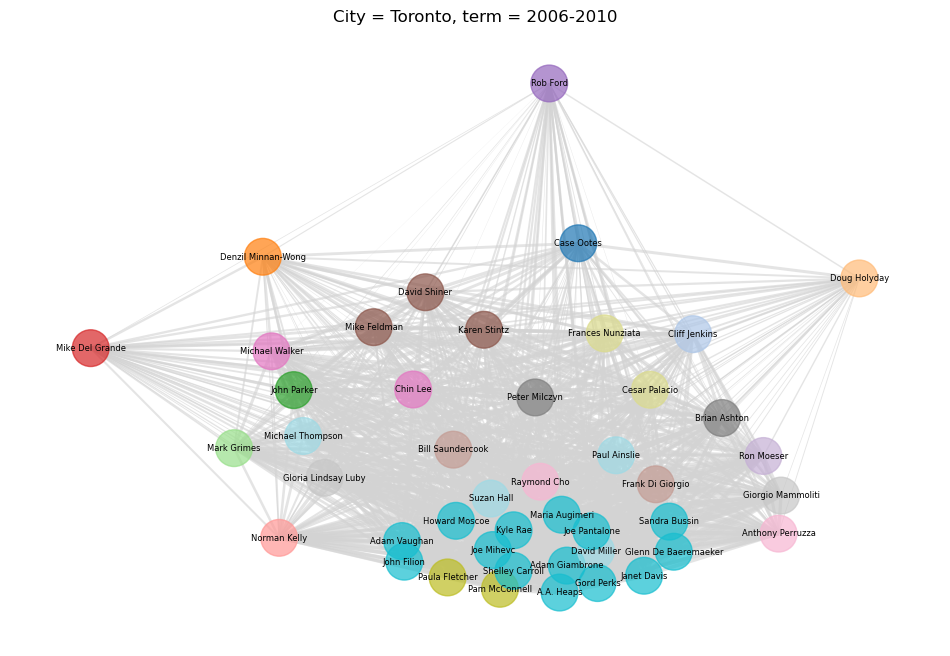 City = Toronto, term = 2006-2010
Rob Ford
Case Ootes
Denzil Minnan-Wong
Doug Holyday
David Shiner
Mike Feldman
Karen Stintz
Frances Nunziata
Cliff Jenkins
Mike Del Grande
Michael Walker
John Parker
Chin Lee
Cesar Palacio
Peter Milczyn
Brian Ashton
Michael Thompson
Mark Grimes
Bill Saundercook
Paul Ainslie
Ron Moeser
Gloria Lindsay Luby
Raymond Cho
Frank Di Giorgio
Giorgio Mammoliti
Suzan Hall
Maria Augimeri
Howard Moscoe
Sandra Bussin
Kyle Rae
Joe Pantalone
Anthony Perruzza
Norman Kelly
Adam Vaughan
Joe Mihevc
David Miller
Glenn De Baeremaeker
John Filion
Adam Giambrone
Shelley Carroll
Paula Fletcher
Janet Davis
Gord Perks
Pam McConnell
A.A. Heaps